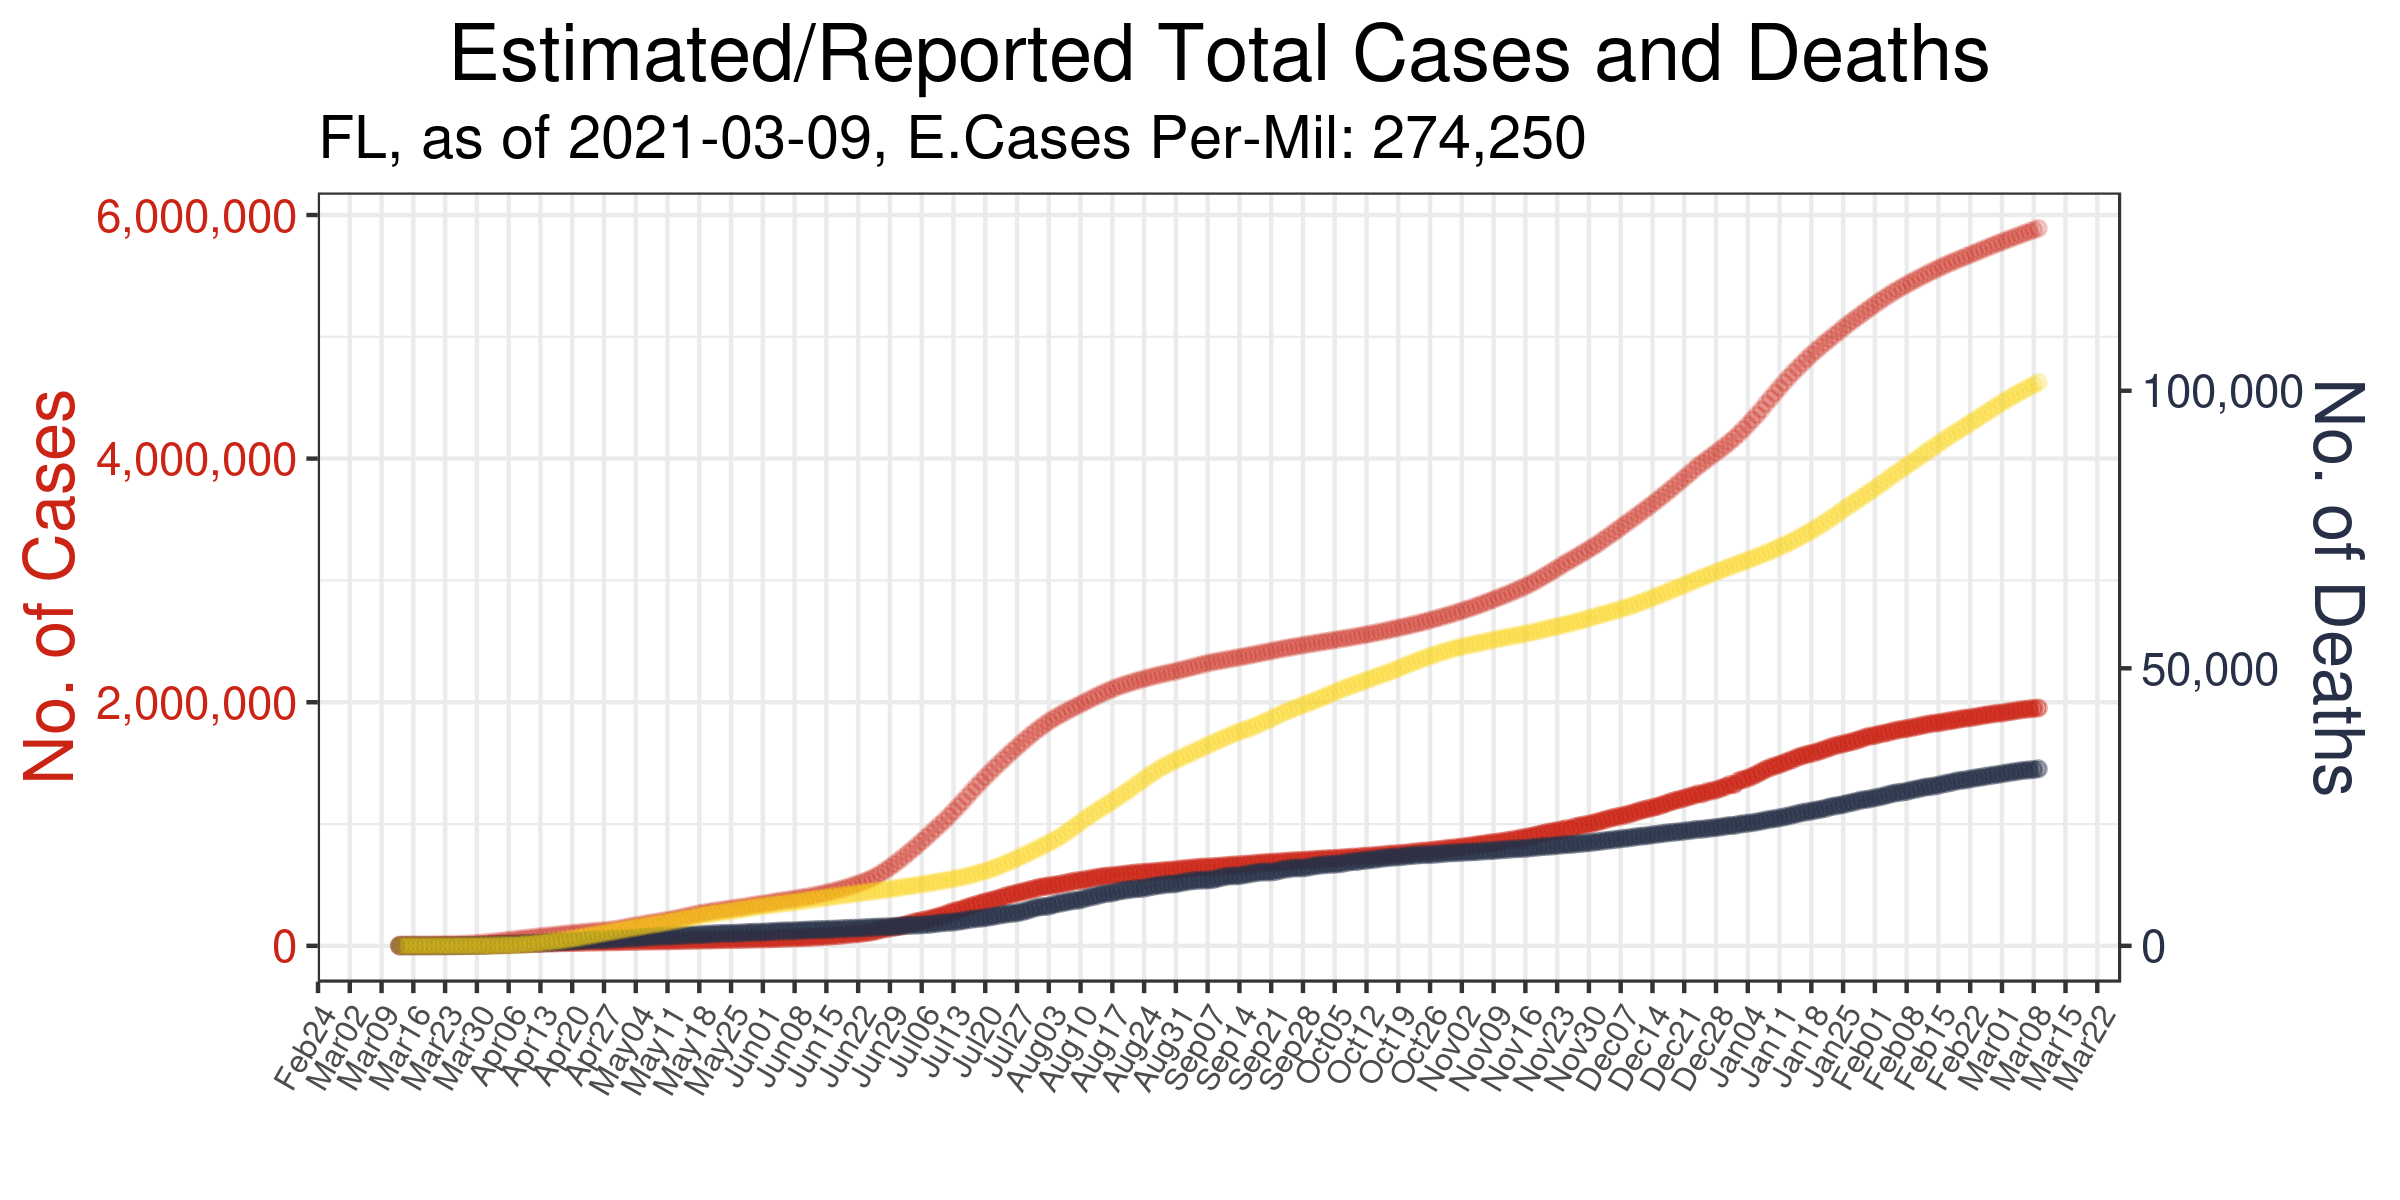 Estimated/Reported Total Cases and Deaths
FL, as of 2021-03-09, E.Cases Per-Mil: 274,250
No. of Cases
6,000,000
4,000,000
2,000,000
0
100,000
50,000
0
No. of Deaths
Feb24
Mar02
Mar09
Mar16
Mar23
Mar30
Apr06
Apr13
Apr20
Apr27
May04
May11
May18
May25
Jun01
Jun08
Jun15
Jun22
Jun29
Jul06
Jul13
Jul20
Jul27
Aug03
Aug10
Aug17
Aug24
Aug31
Sep07
Sep14
Sep21
Sep28
Oct05
Oct12
Oct19
Oct26
Nov02
Nov09
Nov16
Nov23
Nov30
Dec07
Dec14
Dec21
Dec28
Jan04
Jan11
Jan18
Jan25
Feb01
Feb08
Feb15
Feb22
Mar01
Mar08
Mar15
Mar22